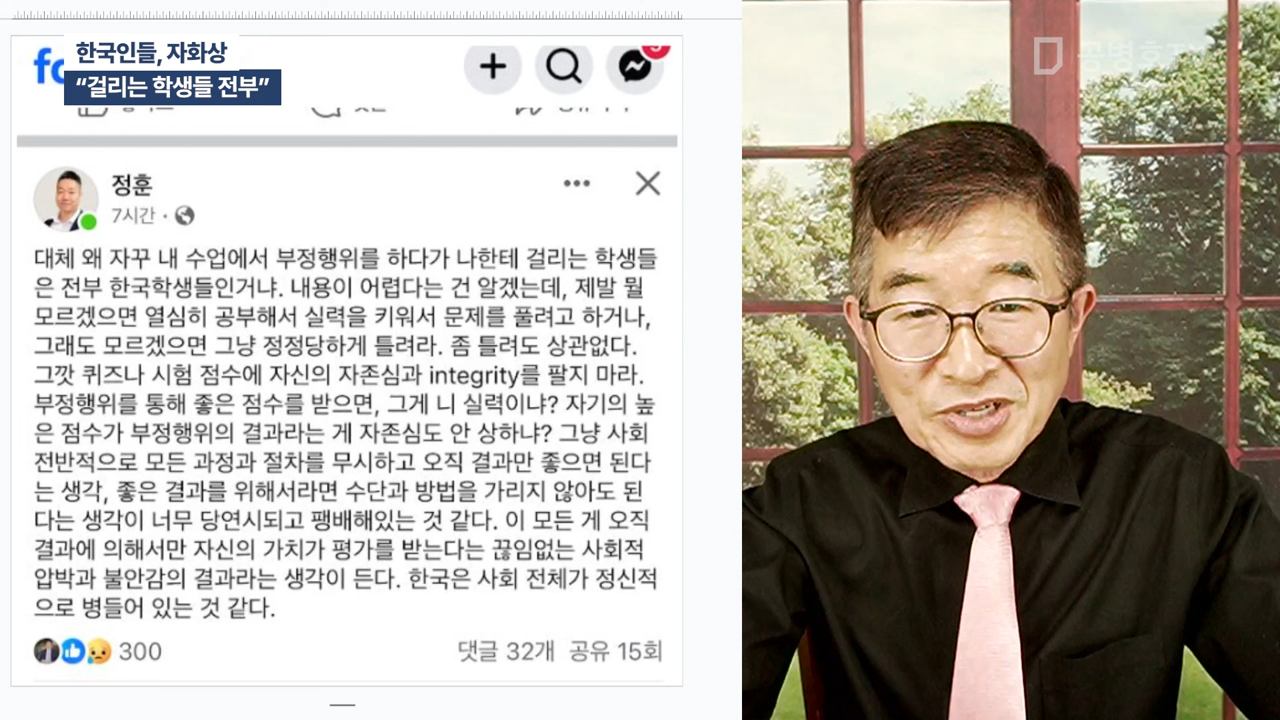 한국인들, 자화상
“걸리는 학생들 전부”
정훈
7시간 ·
대체 왜 자꾸 내 수업에서 부정행위를 하다가 나한테 걸리는 학생들
은 전부 한국학생들인거냐. 내용이 어렵다는 건 알겠는데, 제발 뭘
모르겠으면 열심히 공부해서 실력을 키워서 문제를 풀려고 하거나,
그래도 모르겠으면 그냥 정정당하게 틀려라. 좀 틀려도 상관없다.
그깟 퀴즈나 시험 점수에 자신의 자존심과 integrity를 팔지 마라.
부정행위를 통해 좋은 점수를 받으면, 그게 니 실력이냐? 자기의 높
은 점수가 부정행위의 결과라는 게 자존심도 안 상하냐? 그냥 사회
전반적으로 모든 과정과 절차를 무시하고 오직 결과만 좋으면 된다
는 생각, 좋은 결과를 위해서라면 수단과 방법을 가리지 않아도 된
다는 생각이 너무 당연시되고 팽배해있는 것 같다. 이 모든 게 오직
결과에 의해서만 자신의 가치가 평가를 받는다는 끊임없는 사회적
압박과 불안감의 결과라는 생각이 든다. 한국은 사회 전체가 정신적
으로 병들어 있는 것 같다.
300
댓글 32개 공유 15회
공병호